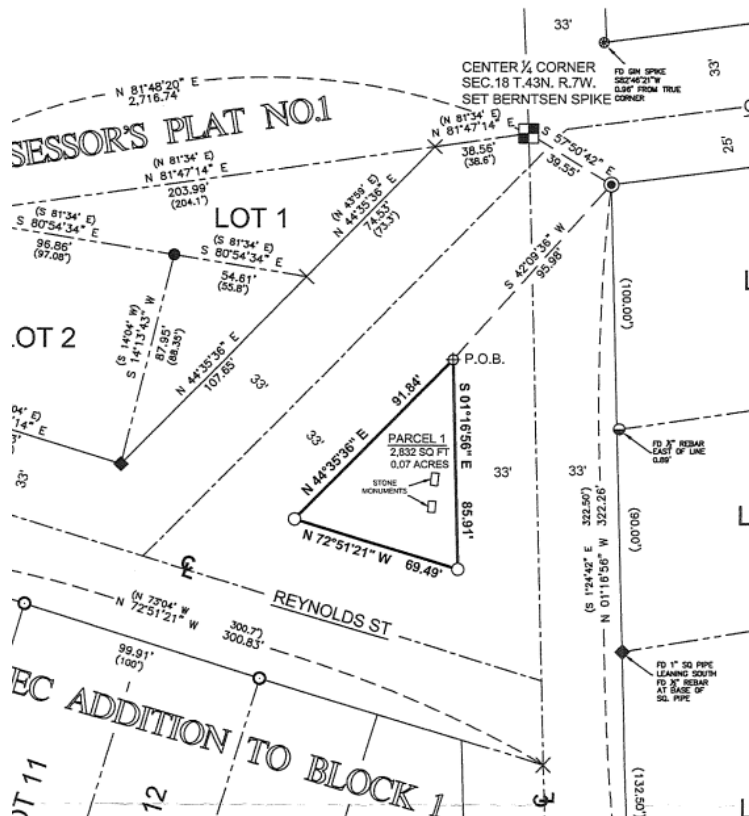 33'
FD GIN SPIKE
S82°46'21"W
0.96' FROM TRUE
CORNER
33'
CENTER ¼ CORNER
SEC.18 T.43N. R.7W.
SET BERNTSEN SPIKE
N 81°48'20" E
2,716.74'
SESSOR'S PLAT NO.1
(N 81°34' E)
N 81°47'14" E
38.56'
(38.6')
S 57°50'42" E
39.55'
25'
(N 81°34' E)
N 81°47'14" E
203.99'
(204.1')
LOT 1
(N 43°59' E)
N 44°35'36" E
74.53'
(73.3')
(S 81°34' E)
S 80°54'34" E
96.86'
(97.08')
(S 81°34' E)
S 80°54'34" E
54.61'
(55.8')
S 42°09'36" W
95.98'
(100.00')
OT 2
(S 14°04' W)
S 14°13'43" W
87.95'
(88.35')
N 44°35'36" E
107.65'
33'
P.O.B.
04' E)
'14" E
33'
N 44°35'36" E
91.84'
33'
PARCEL 1
2,832 SQ FT
0.07 ACRES
STONE
MONUMENTS
S 01°16'56" E
85.91'
33'
33'
FD ½" REBAR
EAST OF LINE
0.89'
N 72°51'21" W
69.49'
(S 1°24'42" E
322.50')
N 01°16'56" W
322.26'
(90.00')
REYNOLDS ST
(N 73°04' W
300.7')
N 72°51'21" W
300.83'
99.91'
(100')
FD 1" SQ PIPE
LEANING SOUTH
FD ½" REBAR
AT BASE OF
SQ. PIPE
EC ADDITION TO BLOCK 1
OT 11
12
(132.50')